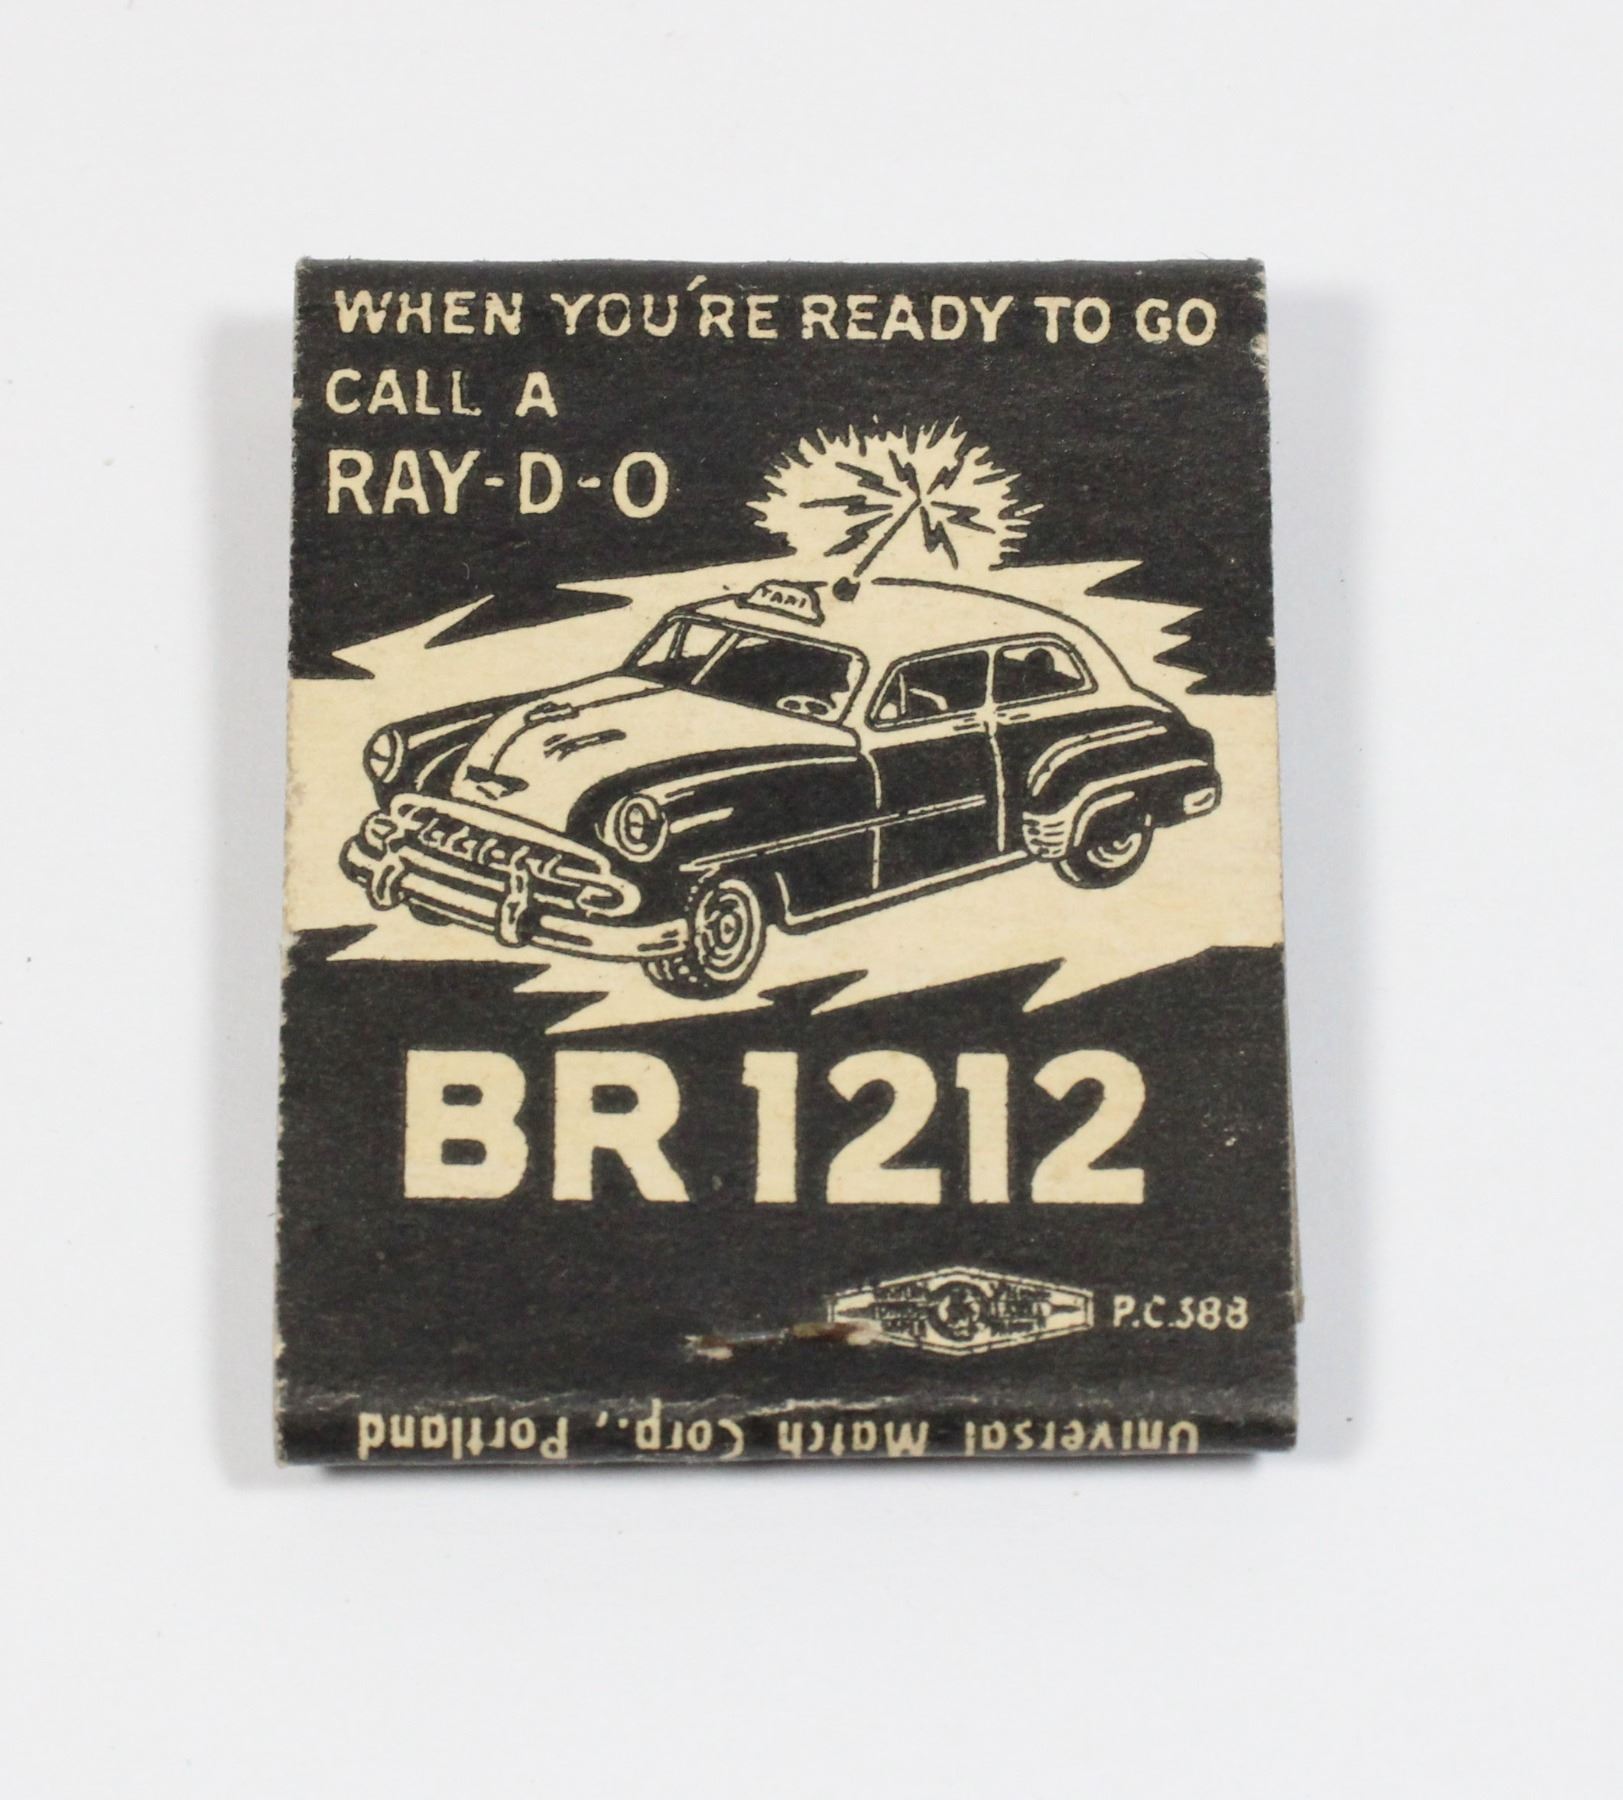 WHEN YOU'RE READY TO GO
CALL A
RAY-D-O
TAXI
BR 1212
P.C.388
Universal Match Corp., Portland